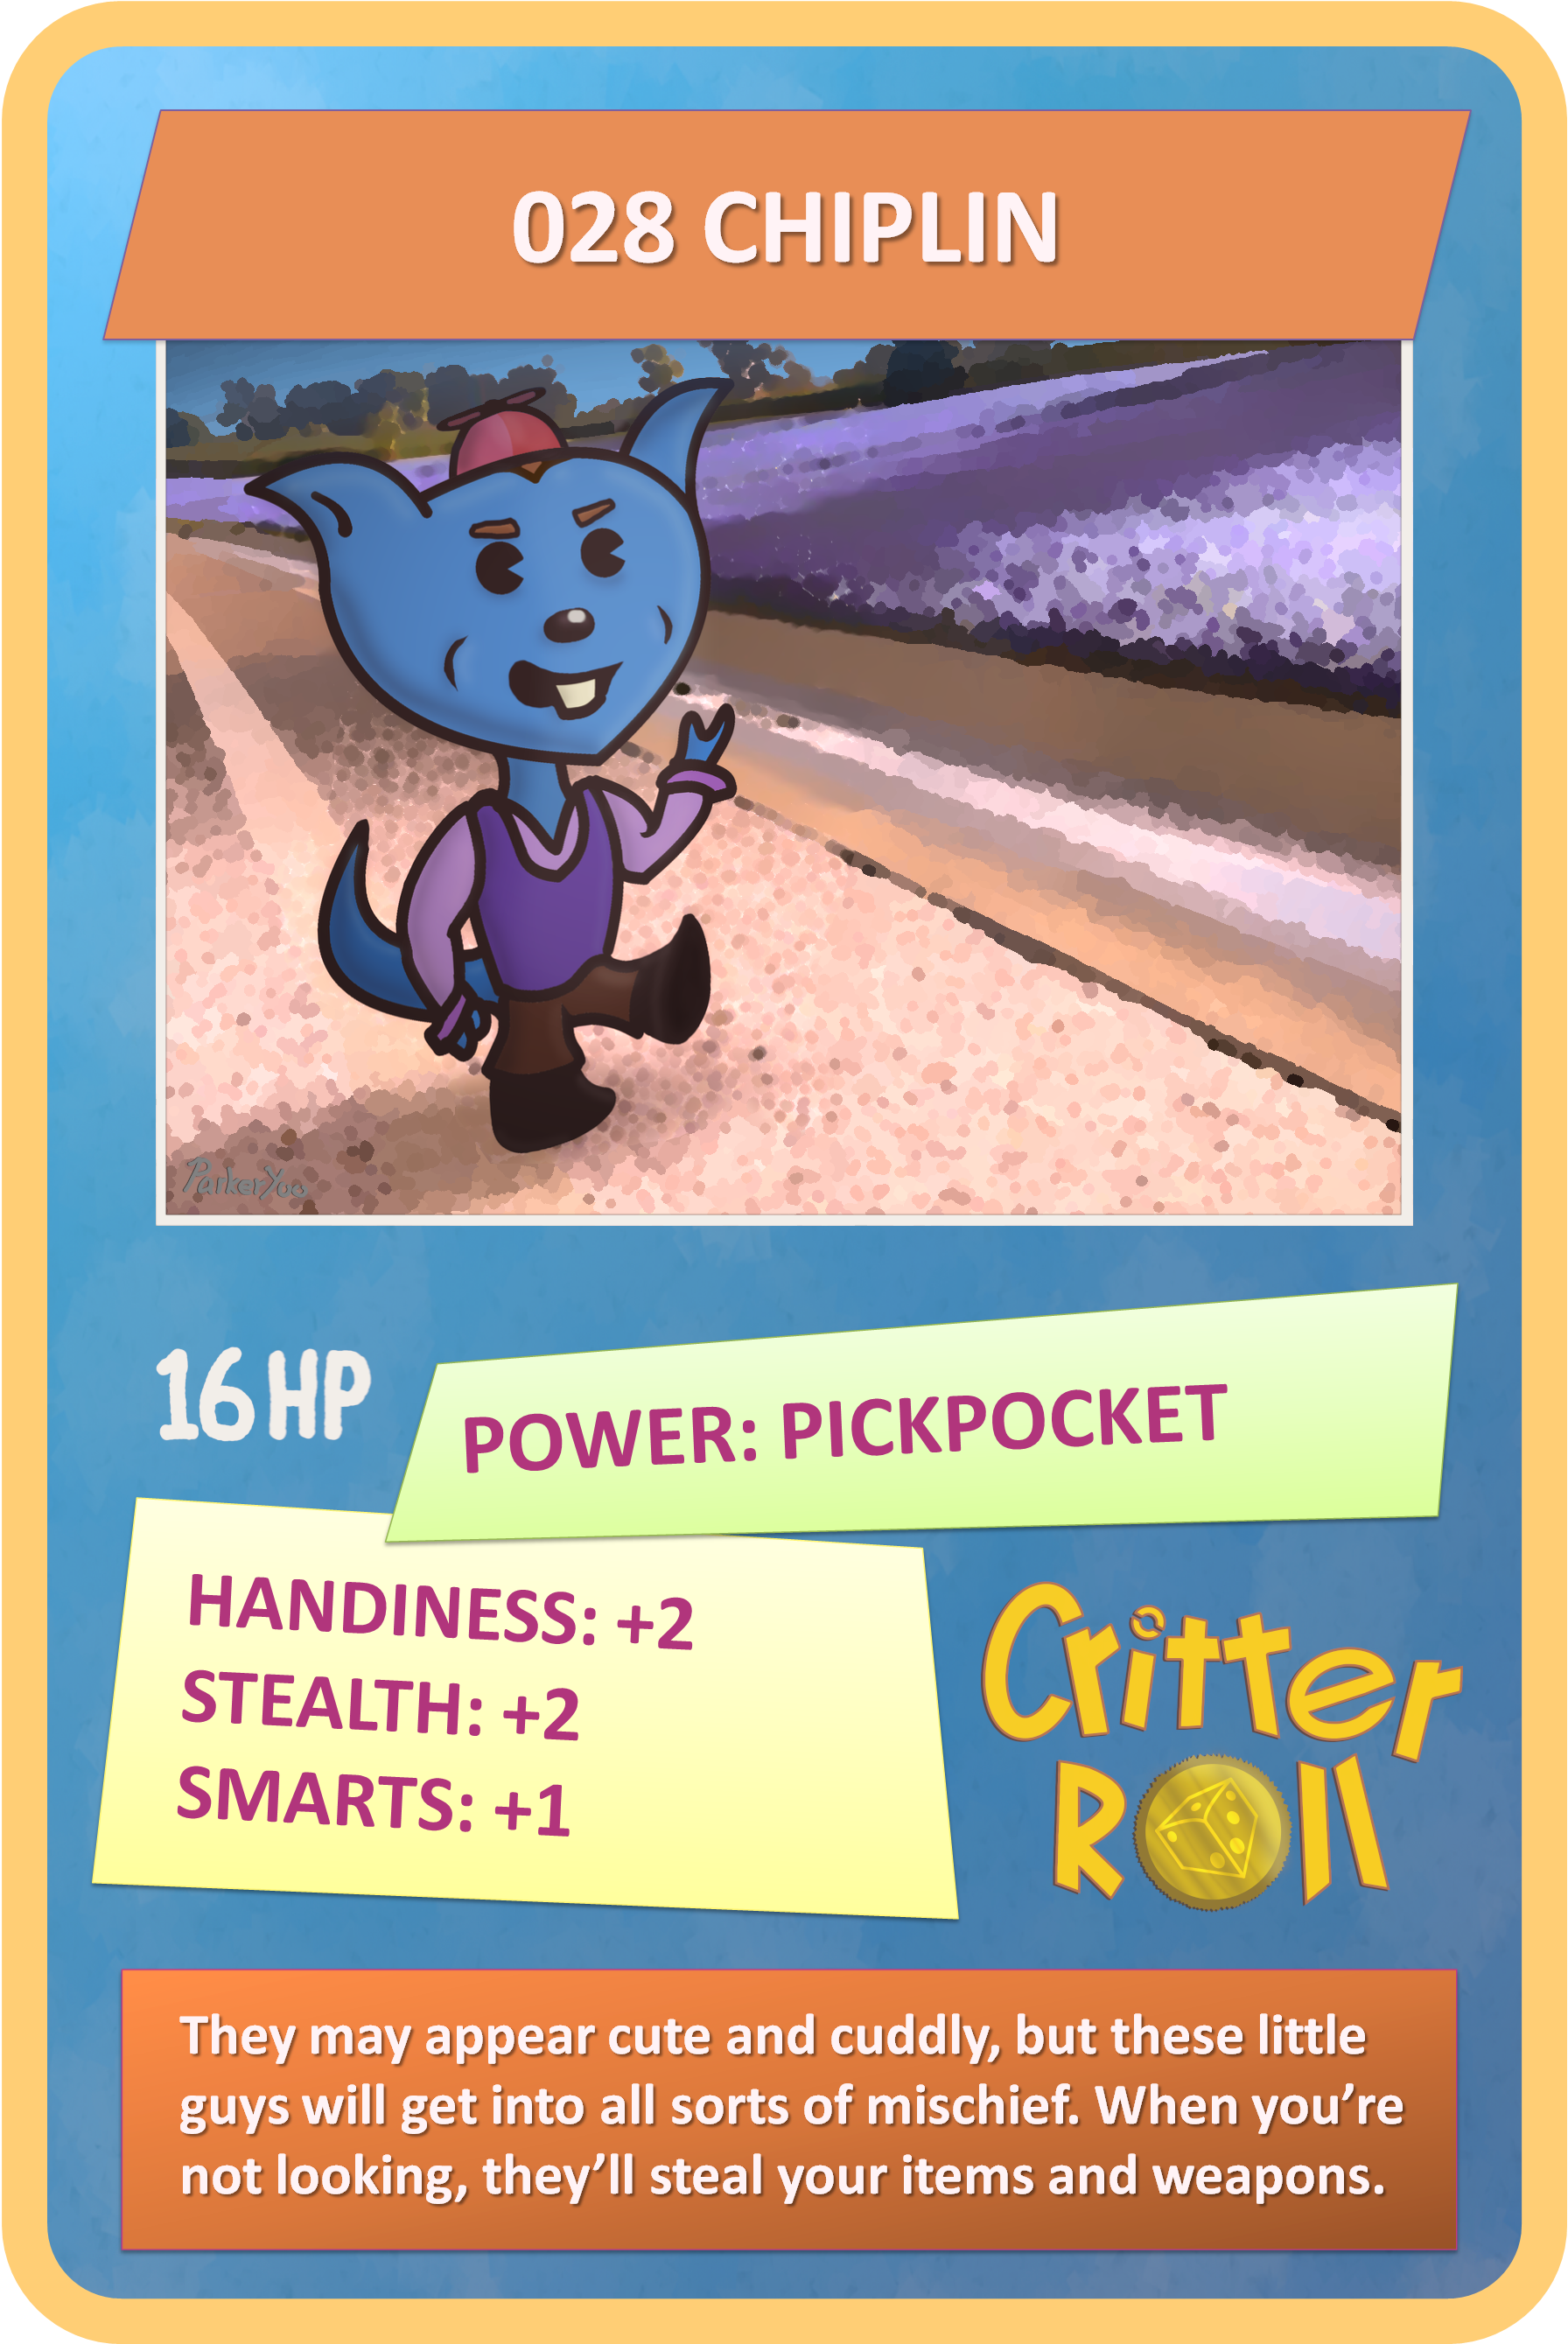 028 CHIPLIN
ParkerYoo
16 HP
POWER: PICKPOCKET
HANDINESS: +2
STEALTH: +2
SMARTS: +1
Critter
Roll
They may appear cute and cuddly, but these little
guys will get into all sorts of mischief. When you’re
not looking, they’ll steal your items and weapons.